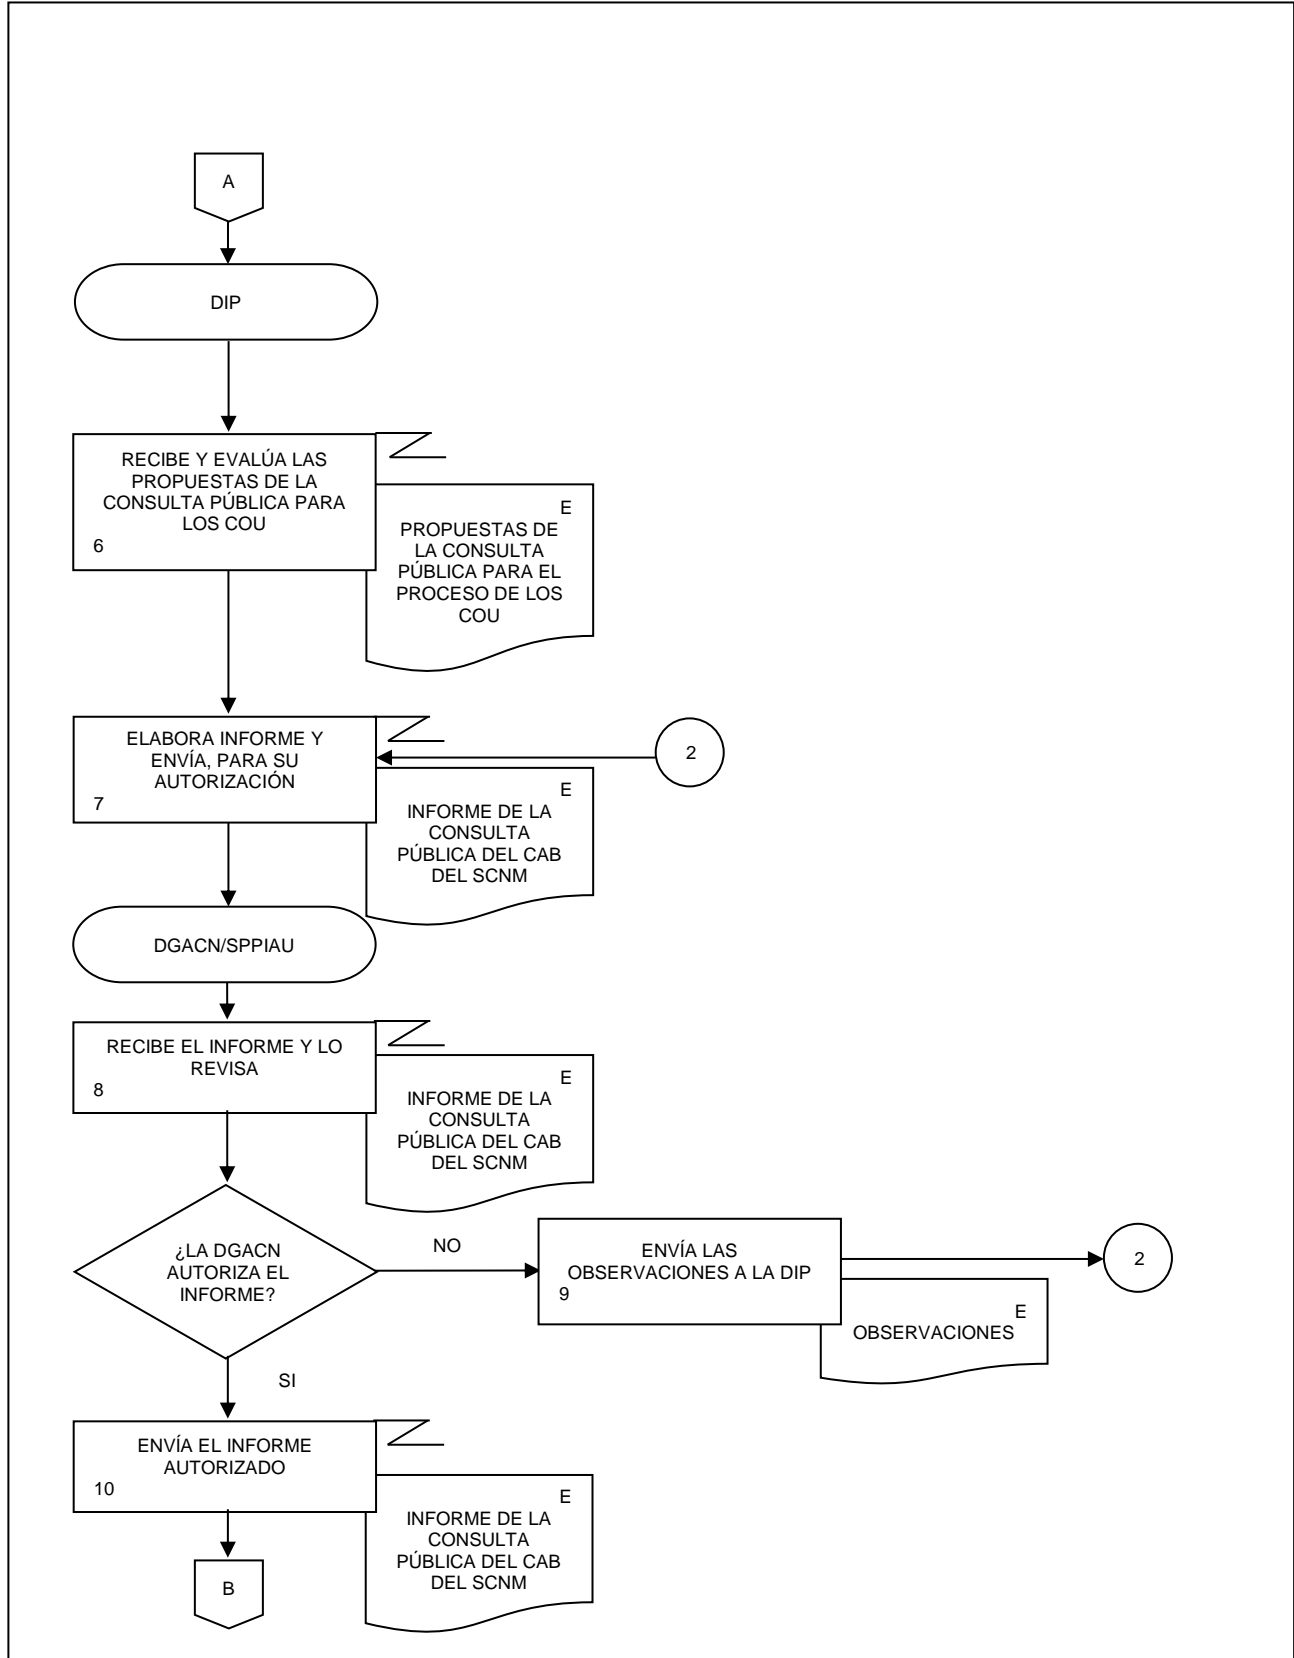 A
DIP
RECIBE Y EVALÚA LAS
PROPUESTAS DE LA
CONSULTA PÚBLICA PARA
LOS COU
6
E
PROPUESTAS DE
LA CONSULTA
PÚBLICA PARA EL
PROCESO DE LOS
COU
ELABORA INFORME Y
ENVÍA, PARA SU
AUTORIZACIÓN
7
2
E
INFORME DE LA
CONSULTA
PÚBLICA DEL CAB
DEL SCNM
DGACN/SPPIAU
RECIBE EL INFORME Y LO
REVISA
8
E
INFORME DE LA
CONSULTA
PÚBLICA DEL CAB
DEL SCNM
¿LA DGACN
AUTORIZA EL
INFORME?
NO
ENVÍA LAS
OBSERVACIONES A LA DIP
9
2
E
OBSERVACIONES
SI
ENVÍA EL INFORME
AUTORIZADO
10
E
INFORME DE LA
CONSULTA
PÚBLICA DEL CAB
DEL SCNM
B